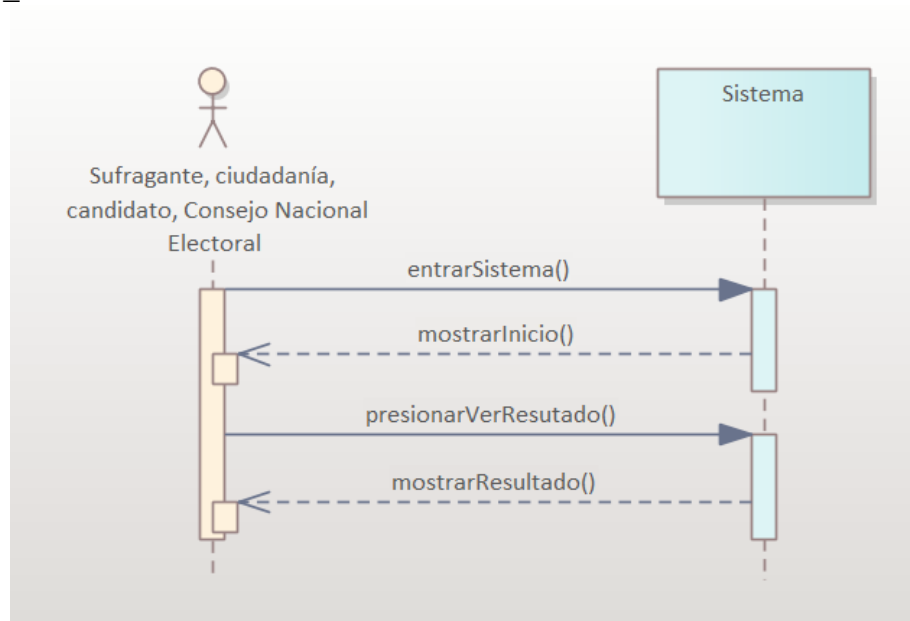 Sistema
Sufragante, ciudadanía,
candidato, Consejo Nacional
Electoral
entrarSistema()
mostrarInicio()
presionarVerResutado()
mostrarResultado()